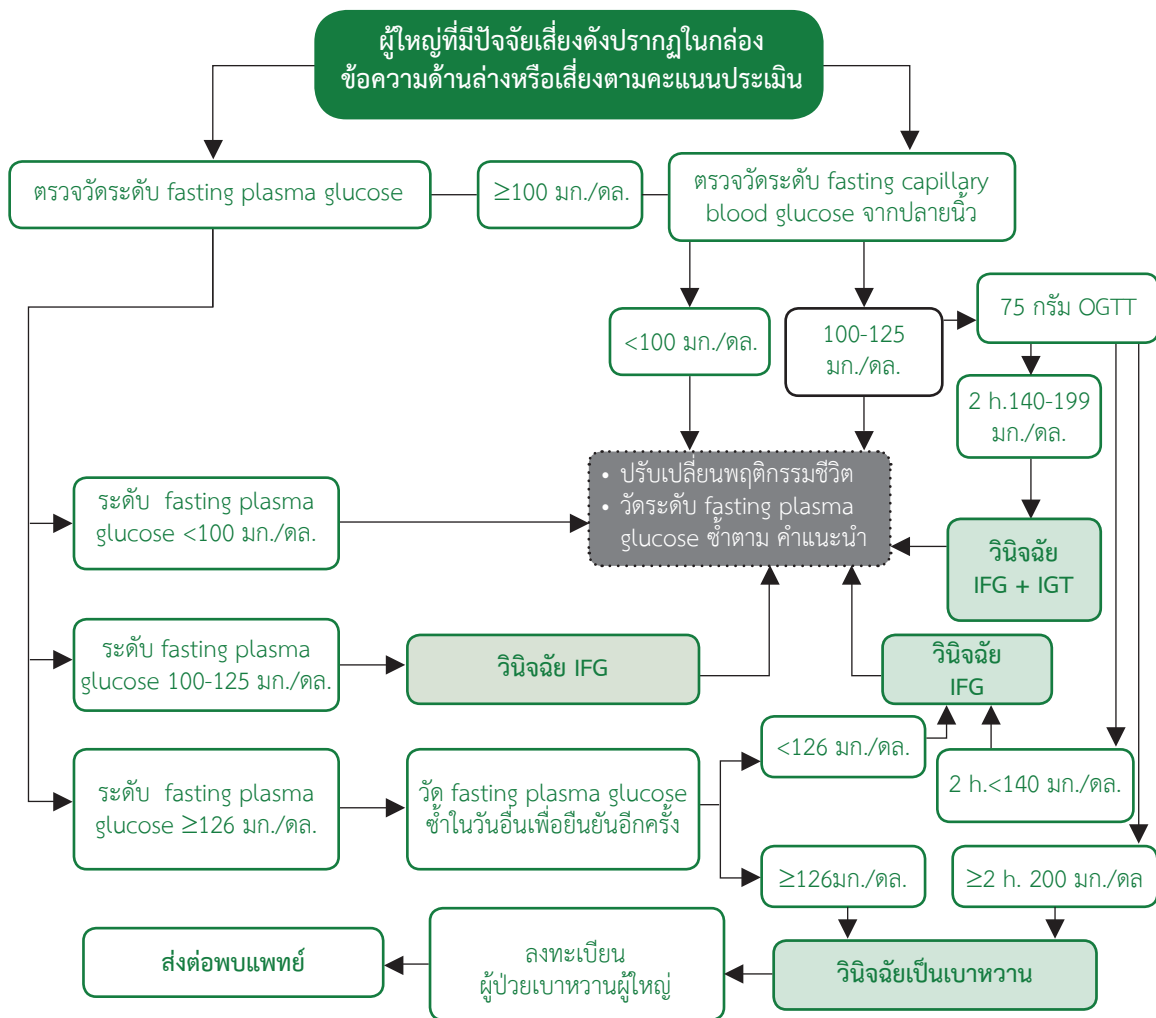 ผู้ใหญ่ที่มีปัจจัยเสี่ยงดังปรากฏในกล่อง
ข้อความด้านล่างหรือเสี่ยงตามคะแนนประเมิน
ตรวจวัดระดับ fasting plasma glucose
≥100 มก./ดล.
ตรวจวัดระดับ fasting capillary
blood glucose จากปลายนิ้ว
<100 มก./ดล.
100-125
มก./ดล.
75 กรัม OGTT
2 h.140-199
มก./ดล.
• ปรับเปลี่ยนพฤติกรรมชีวิต
• วัดระดับ fasting plasma
glucose ซ้ำตาม คำแนะนำ
ระดับ fasting plasma
glucose <100 มก./ดล.
วินิจฉัย
IFG + IGT
ระดับ fasting plasma
glucose 100-125 มก./ดล.
วินิจฉัย IFG
วินิจฉัย
IFG
<126 มก./ดล.
2 h.<140 มก./ดล.
ระดับ fasting plasma
glucose ≥126 มก./ดล.
วัด fasting plasma glucose
ซ้ำในวันอื่นเพื่อยืนยันอีกครั้ง
≥126มก./ดล.
≥2 h. 200 มก./ดล
ส่งต่อพบแพทย์
ลงทะเบียน
ผู้ป่วยเบาหวานผู้ใหญ่
วินิจฉัยเป็นเบาหวาน